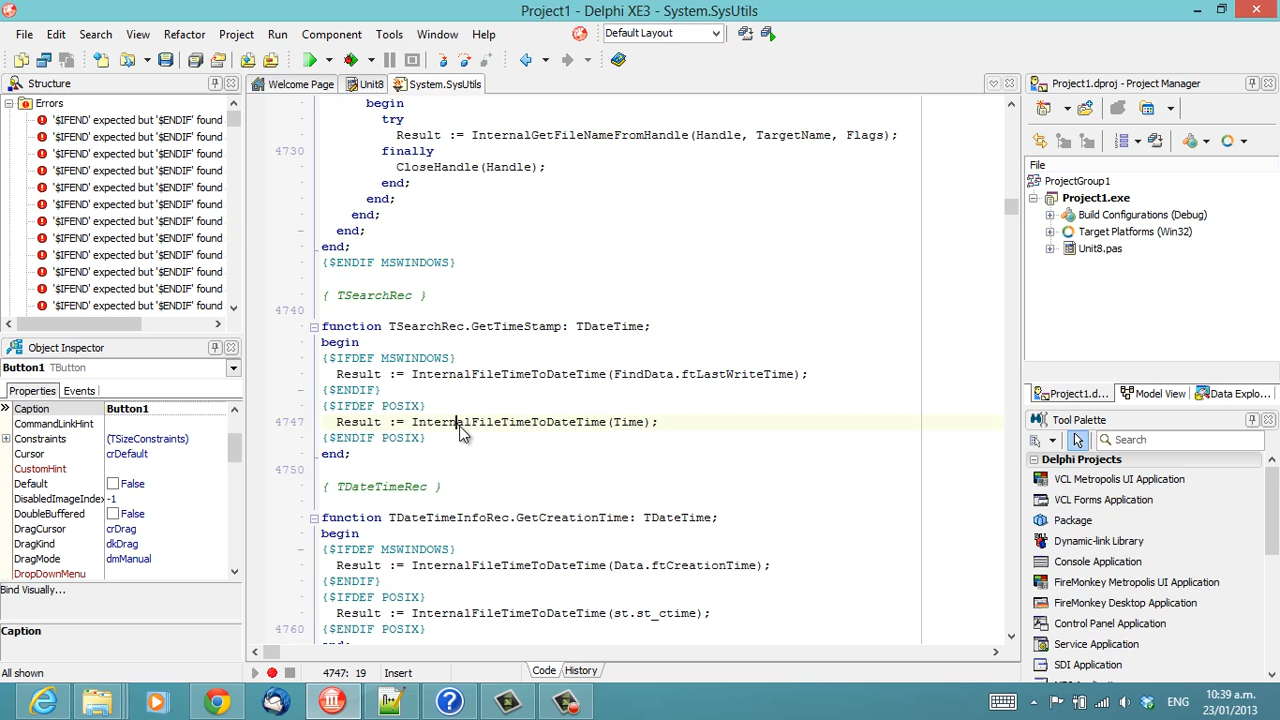 Project1 - Delphi XE3 - System.SysUtils
File Edit Search View Refactor Project Run Component Tools Window Help
Default Layout
Structure
Errors
'$IFEND' expected but '$ENDIF' found
'$IFEND' expected but '$ENDIF' found
'$IFEND' expected but '$ENDIF' found
'$IFEND' expected but '$ENDIF' found
'$IFEND' expected but '$ENDIF' found
'$IFEND' expected but '$ENDIF' found
'$IFEND' expected but '$ENDIF' found
'$IFEND' expected but '$ENDIF' found
'$IFEND' expected but '$ENDIF' found
'$IFEND' expected but '$ENDIF' found
'$IFEND' expected but '$ENDIF' found
'$IFEND' expected but '$ENDIF' found
Object Inspector
Button1 TButton
Properties Events
Caption Button1
CommandLinkHint
Constraints (TSizeConstraints)
Cursor crDefault
CustomHint
Default False
DisabledImageIndex -1
DoubleBuffered False
DragCursor crDrag
DragKind dkDrag
DragMode dmManual
DropDownMenu
Bind Visually...
Caption
All shown
Welcome Page Unit8 System.SysUtils
begin
try
Result := InternalGetFileNameFromHandle(Handle, TargetName, Flags);
4730 finally
CloseHandle(Handle);
end;
end;
end;
end;
end;
{$ENDIF MSWINDOWS}
{ TSearchRec }
4740
function TSearchRec.GetTimeStamp: TDateTime;
begin
{$IFDEF MSWINDOWS}
Result := InternalFileTimeToDateTime(FindData.ftLastWriteTime);
{$ENDIF}
{$IFDEF POSIX}
4747 Result := InternalFileTimeToDateTime(Time);
{$ENDIF POSIX}
end;
4750
{ TDateTimeRec }
function TDateTimeInfoRec.GetCreationTime: TDateTime;
begin
{$IFDEF MSWINDOWS}
Result := InternalFileTimeToDateTime(Data.ftCreationTime);
{$ENDIF}
{$IFDEF POSIX}
Result := InternalFileTimeToDateTime(st.st_ctime);
4760 {$ENDIF POSIX}
4747: 19 Insert Code History
Project1.dproj - Project Manager
File
ProjectGroup1
Project1.exe
Build Configurations (Debug)
Target Platforms (Win32)
Unit8.pas
Project1.d... Model View Data Explo...
Tool Palette
Search
Delphi Projects
VCL Metropolis UI Application
VCL Forms Application
Package
Dynamic-link Library
Console Application
FireMonkey Metropolis UI Application
FireMonkey Desktop Application
Control Panel Application
Service Application
SDI Application
ENG
10:39 a.m.
23/01/2013